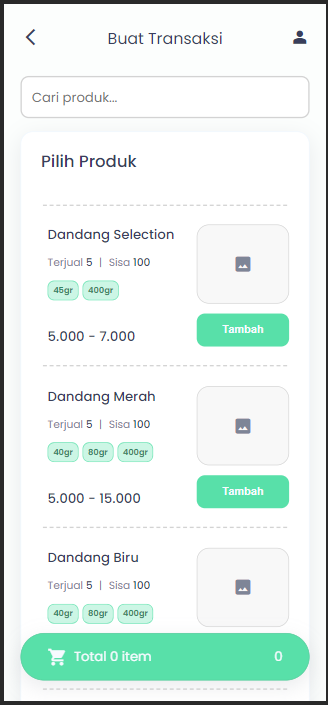 Buat Transaksi
Cari produk...
Pilih Produk
Dandang Selection
Terjual 5 | Sisa 100
45gr 400gr
5.000 - 7.000
Tambah
Dandang Merah
Terjual 5 | Sisa 100
40gr 80gr 400gr
5.000 - 15.000
Tambah
Dandang Biru
Terjual 5 | Sisa 100
40gr 80gr 400gr
Total 0 item 0